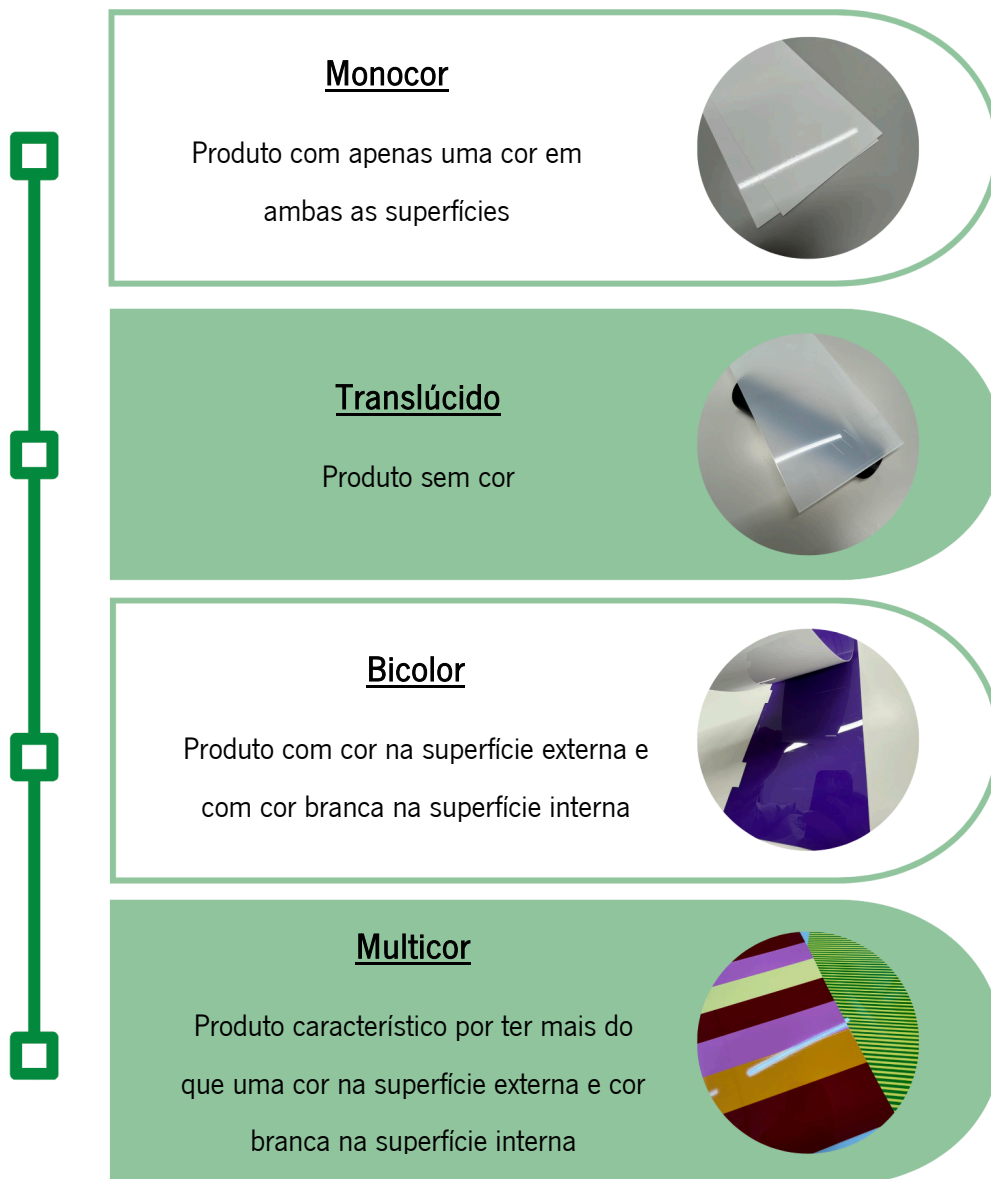 Monocor
Produto com apenas uma cor em
ambas as superfícies
Translúcido
Produto sem cor
Bicolor
Produto com cor na superfície externa e
com cor branca na superfície interna
Multicor
Produto característico por ter mais do
que uma cor na superfície externa e cor
branca na superfície interna